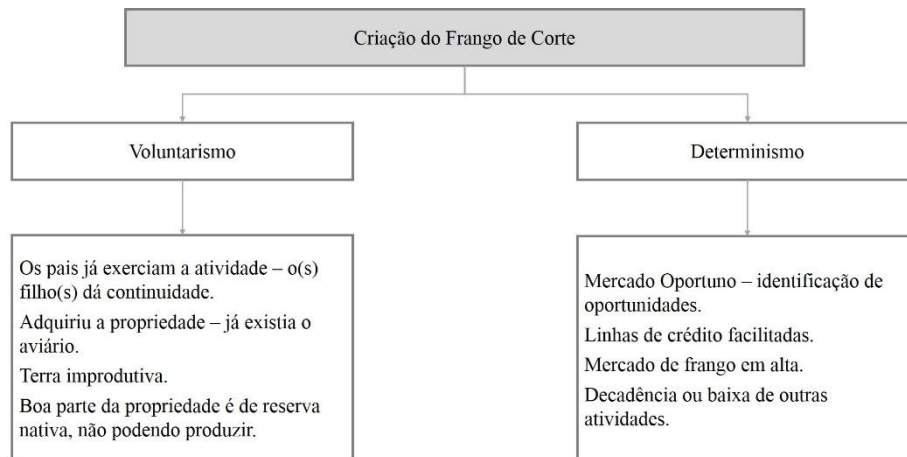 Criação do Frango de Corte
Voluntarismo
Determinismo
Os pais já exerciam a atividade – o(s)
filho(s) dá continuidade.
Adquiriu a propriedade – já existia o
aviário.
Terra improdutiva.
Boa parte da propriedade é de reserva
nativa, não podendo produzir.
Mercado Oportuno – identificação de
oportunidades.
Linhas de crédito facilitadas.
Mercado de frango em alta.
Decadência ou baixa de outras
atividades.